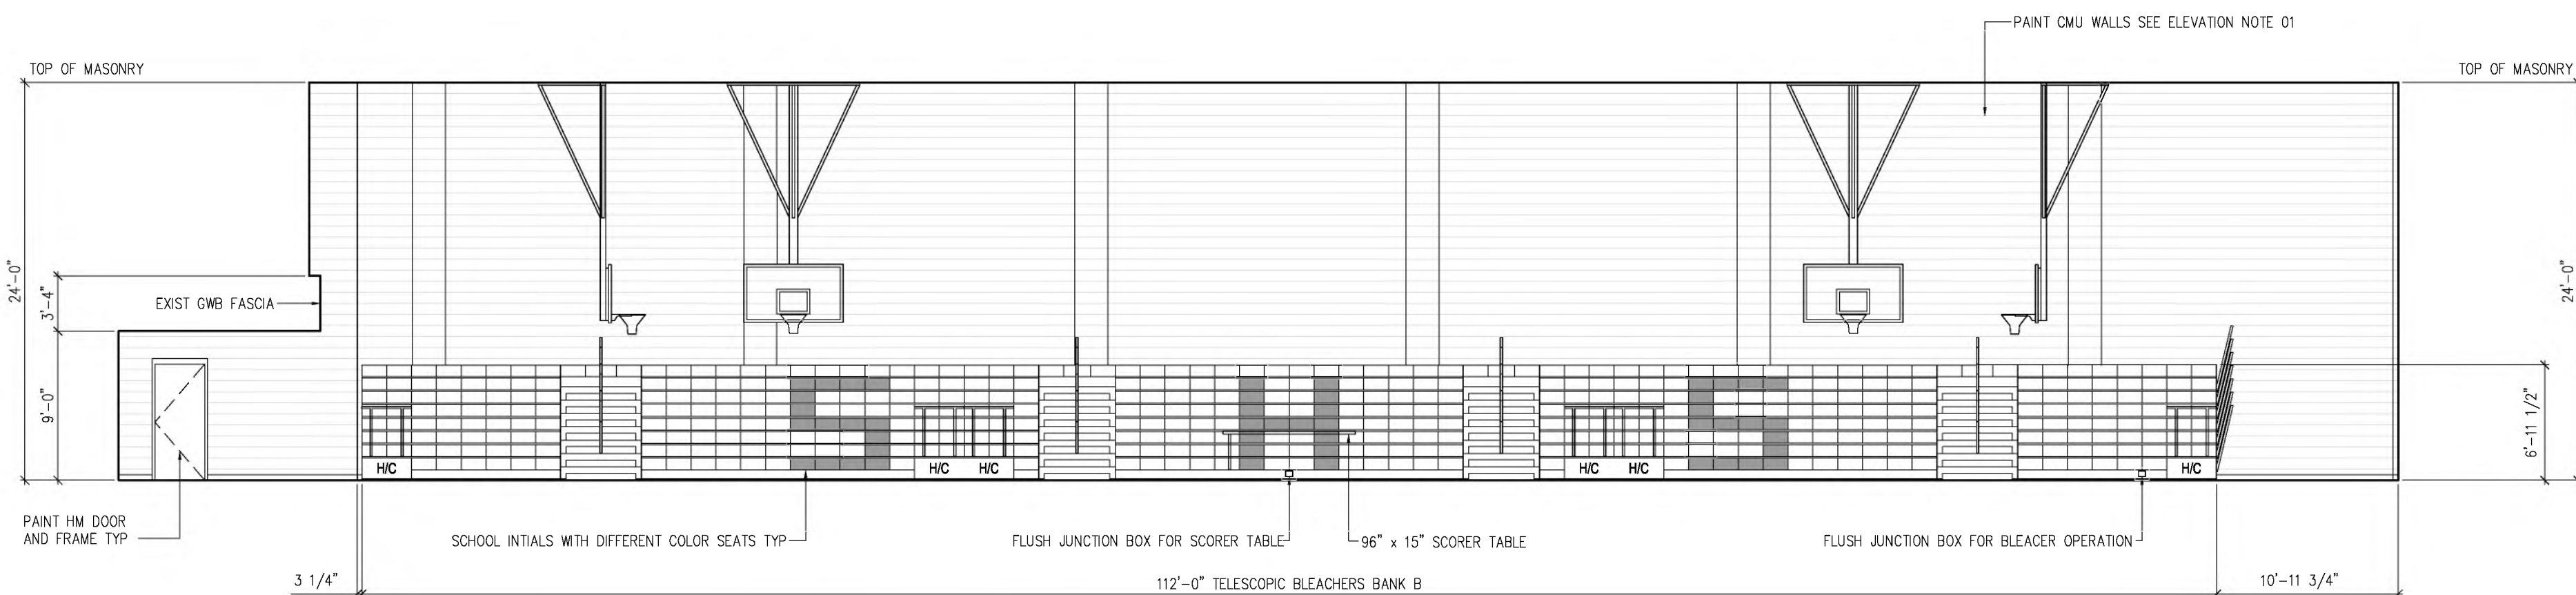 PAINT CMU WALLS SEE ELEVATION NOTE 01
TOP OF MASONRY
TOP OF MASONRY
24'-0"
3'-4"
EXIST GWB FASCIA
9'-0"
24'-0"
6'-11 1/2"
H/C
H/C H/C
H/C H/C
H/C
PAINT HM DOOR
AND FRAME TYP
SCHOOL INTIALS WITH DIFFERENT COLOR SEATS TYP
FLUSH JUNCTION BOX FOR SCORER TABLE
96" x 15" SCORER TABLE
FLUSH JUNCTION BOX FOR BLEACER OPERATION
3 1/4"
112'-0" TELESCOPIC BLEACHERS BANK B
10'-11 3/4"